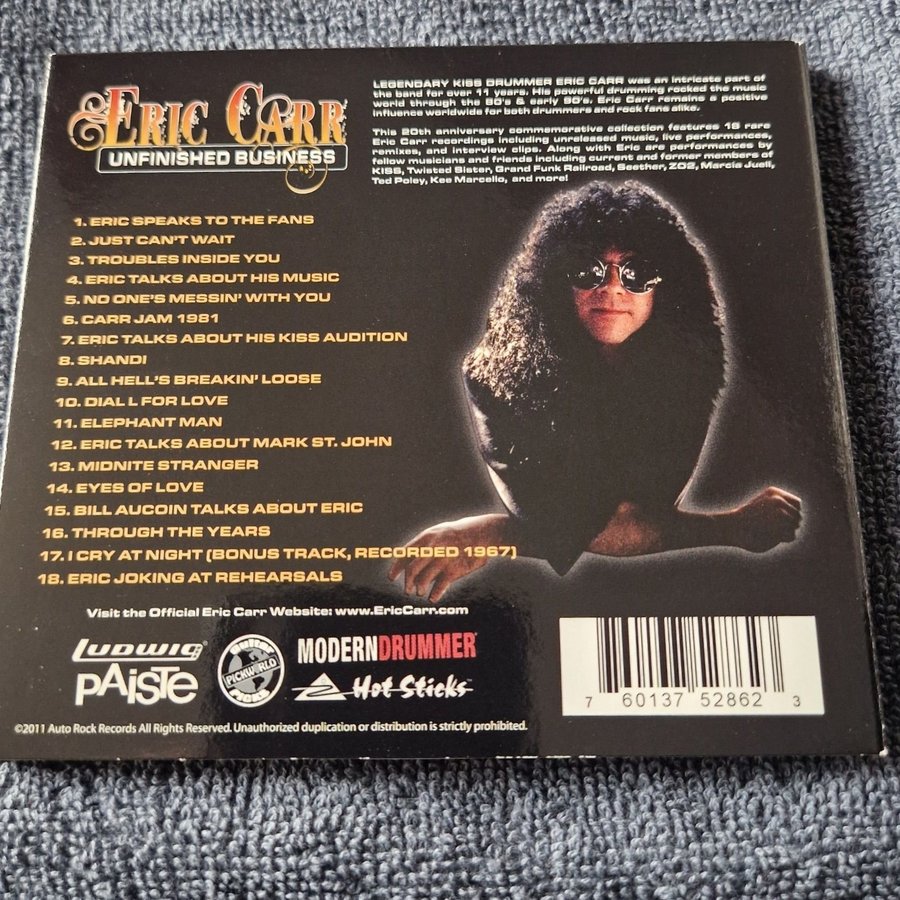 ERIC CARR
UNFINISHED BUSINESS
LEGENDARY KISS DRUMMER ERIC CARR was an intricate part of
the band for over 11 years. His powerful drumming rocked the music
world through the 80's & early 90's. Eric Carr remains a positive
influence worldwide for both drummers and rock fans alike.
This 20th anniversary commemorative collection features 18 rare
Eric Carr recordings including unreleased music, live performances,
remixes, and interview clips. Along with Eric are performances by
fellow musicians and friends including current and former members of
KISS, Twisted Sister, Grand Funk Railroad, Seether, ZO2, Marcia Juell,
Ted Poley, Kee Marcello, and more!
1. ERIC SPEAKS TO THE FANS
2. JUST CAN'T WAIT
3. TROUBLES INSIDE YOU
4. ERIC TALKS ABOUT HIS MUSIC
5. NO ONE'S MESSIN' WITH YOU
6. CARR JAM 1981
7. ERIC TALKS ABOUT HIS KISS AUDITION
8. SHANDI
9. ALL HELL'S BREAKIN' LOOSE
10. DIAL L FOR LOVE
11. ELEPHANT MAN
12. ERIC TALKS ABOUT MARK ST. JOHN
13. MIDNITE STRANGER
14. EYES OF LOVE
15. BILL AUCOIN TALKS ABOUT ERIC
16. THROUGH THE YEARS
17. I CRY AT NIGHT (BONUS TRACK, RECORDED 1967)
18. ERIC JOKING AT REHEARSALS
Visit the Official Eric Carr Website: www.EricCarr.com
LUDWIG
PAiSTe
GUITAR
PICKWORLD
MODERN DRUMMER
Hot Sticks
7 60137 52862 3
©2011 Auto Rock Records All Rights Reserved. Unauthorized duplication or distribution is strictly prohibited.